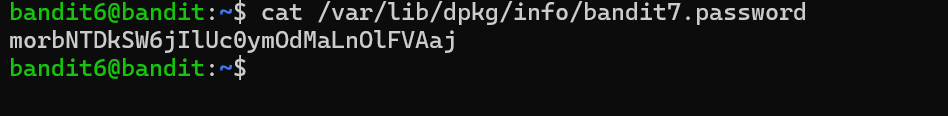 bandit6@bandit:~$ cat /var/lib/dpkg/info/bandit7.password
morbNTDkSW6jIlUc0ymOdMaLnOlFVAaj
bandit6@bandit:~$